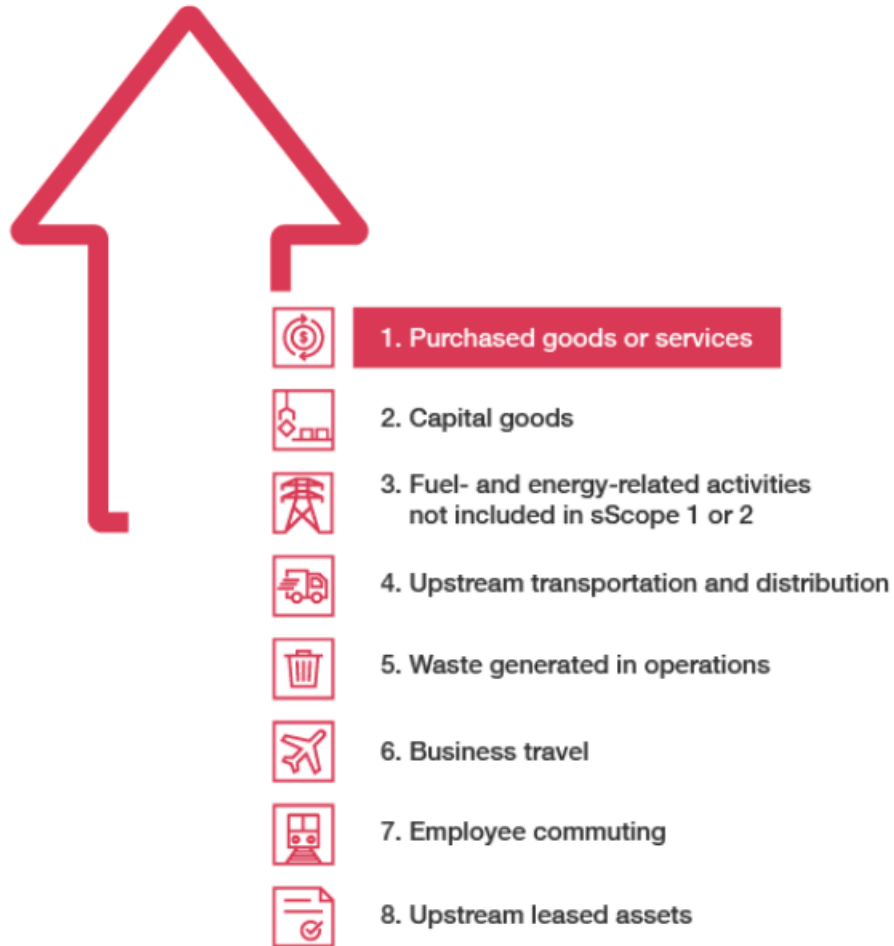 $
1. Purchased goods or services
2. Capital goods
3. Fuel- and energy-related activities
not included in sScope 1 or 2
4. Upstream transportation and distribution
5. Waste generated in operations
6. Business travel
7. Employee commuting
8. Upstream leased assets